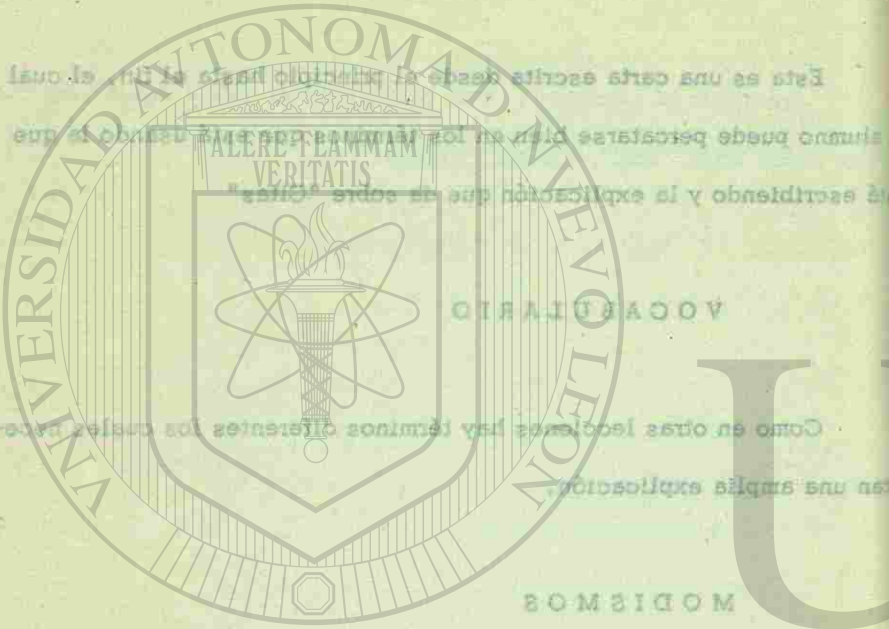 Esta es una carta escrita desde el principio hasta el fin, el cual
alumno puede percatarse bien en los términos que está usando lo que
tá escribiendo y la explicación que da sobre "Citas"
VOCABULARIO
Como en otras lecciones hay términos diferentes los cuales nece-
tan una amplia explicación.
MODISMOS
UNIVERSIDAD AUTONOMA DE NUEVO LEON
ALERE FLAMMAM
VERITATIS
U